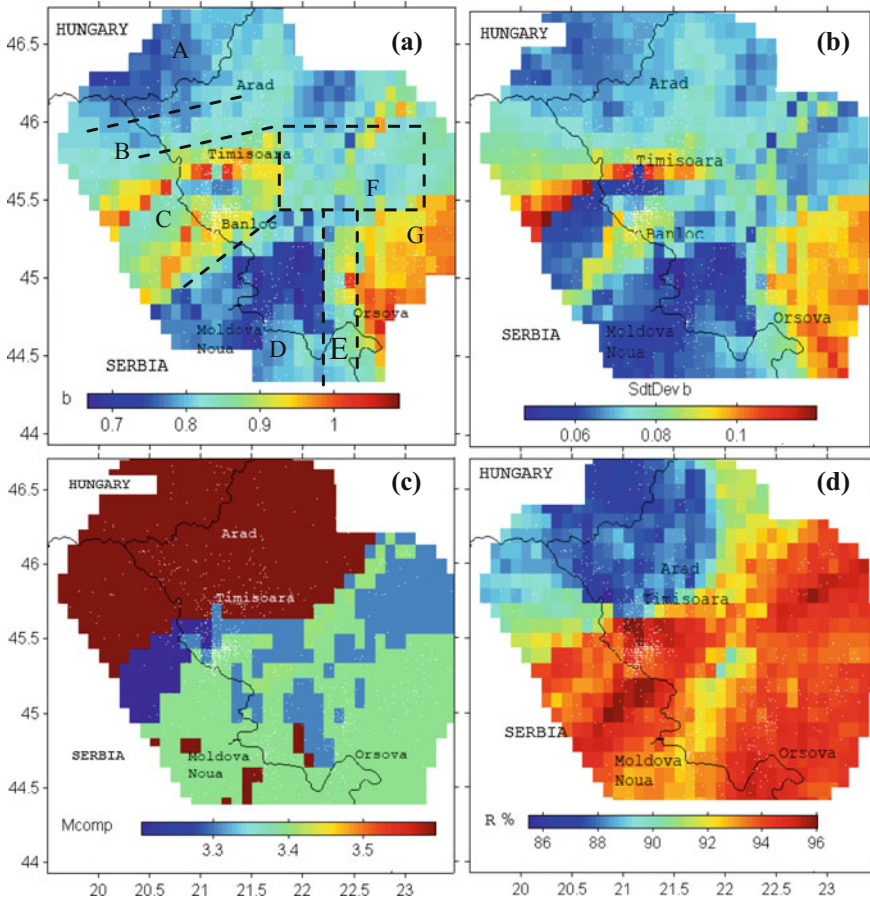 HUNGARY
(a)
A
Arad
B
Timisoara
F
C
Banloc
G
Orsova
Moldova
Noua
D
E
SERBIA
b
0.7 0.8 0.9 1
46.5
46
45.5
45
44.5
44
HUNGARY
(b)
Arad
Timisoara
Banloc
Orsova
Moldova
Noua
SERBIA
SdtDev b
0.06 0.08 0.1
HUNGARY
(c)
Arad
Timisoara
SERBIA
Moldova
Noua
Orsova
Mcomp
3.3 3.4 3.5
46.5
46
45.5
45
44.5
44
20 20.5 21 21.5 22 22.5 23
HUNGARY
(d)
Arad
Timisoara
SERBIA
Moldova
Noua
Orsova
R %
86 88 90 92 94 96
20 20.5 21 21.5 22 22.5 23